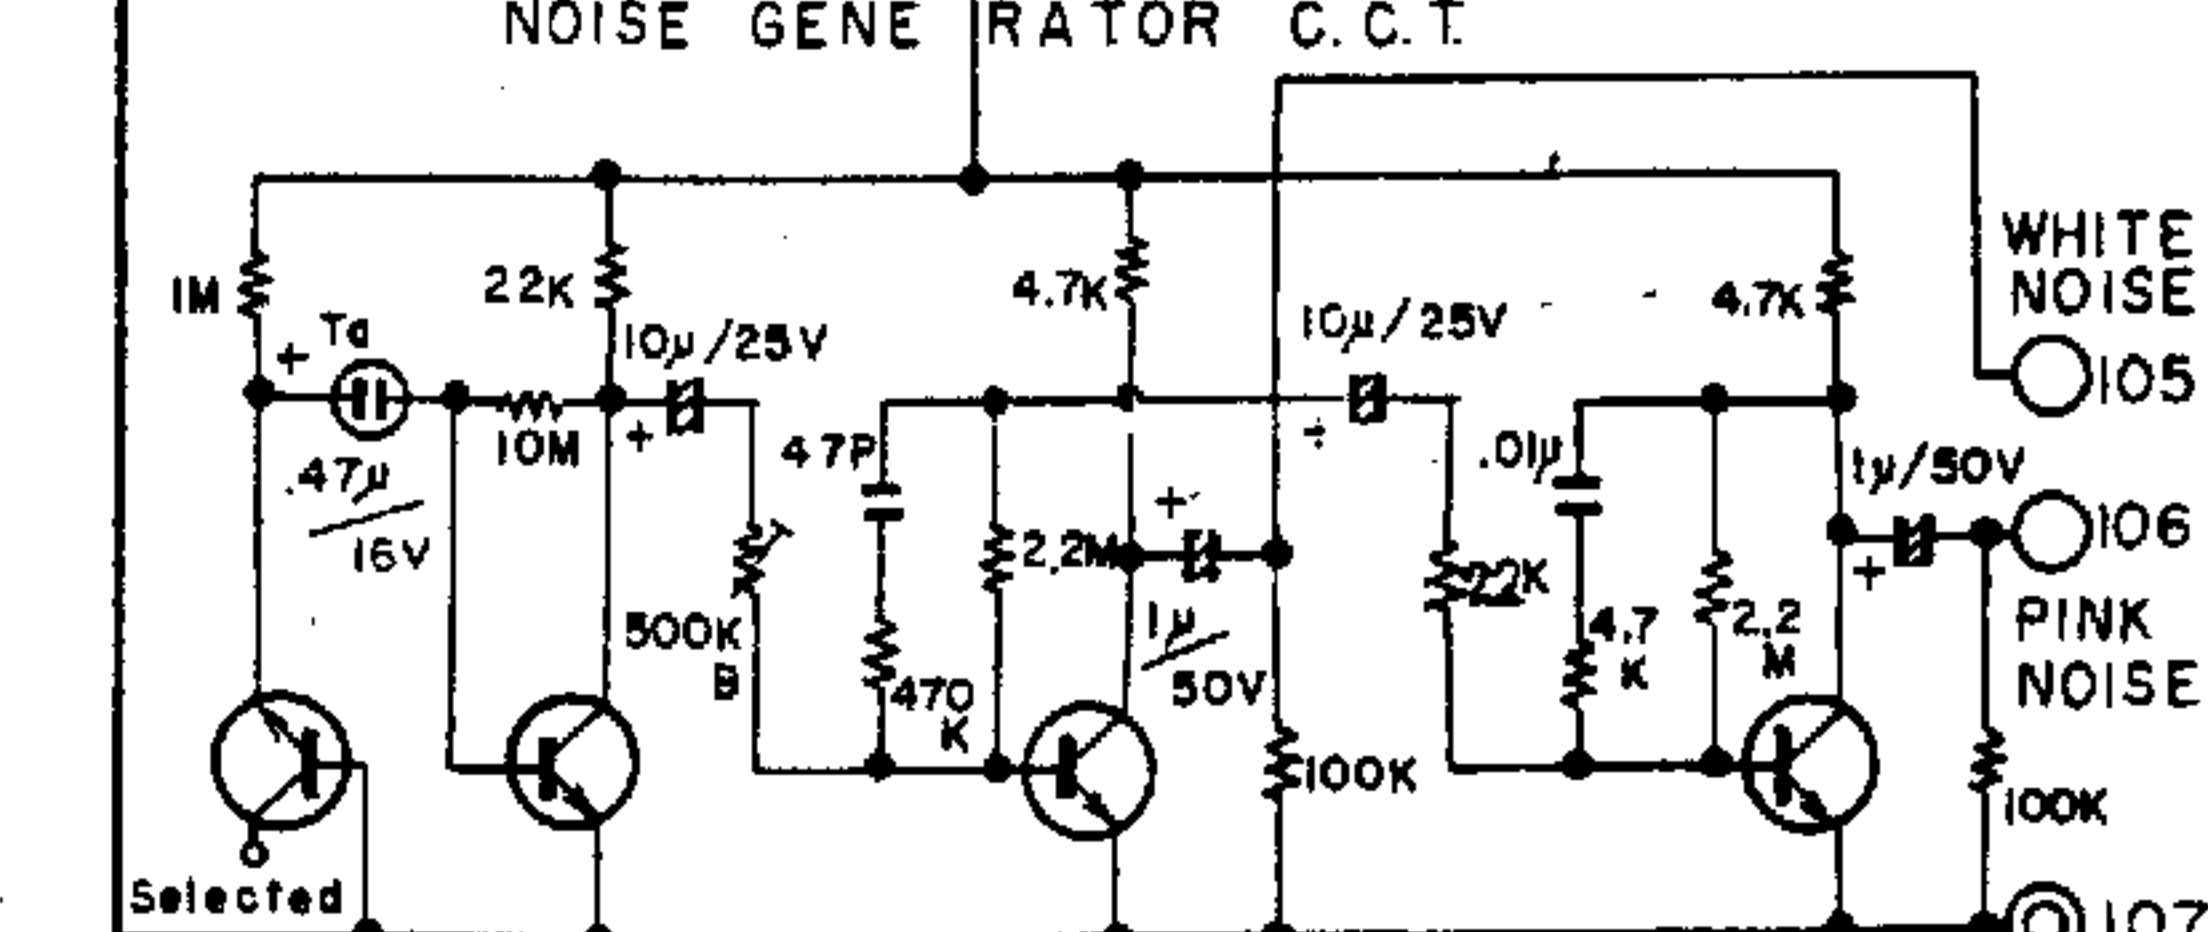 NOISE GENERATOR C.C.T.
WHITE
NOISE
1M
22K
4.7K
4.7K
+ Ta
10µ/25V
10µ/25V
105
10M
+
47P
+
.01µ
1µ/50V
.47µ
/
16V
+
2.2M
22K
106
+
500K
B
1µ
/
50V
4.7
K
2.2
M
PINK
NOISE
470
K
100K
100K
Selected
107